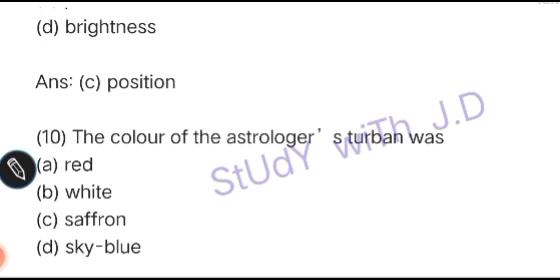 (d) brightness
Ans: (c) position
(10) The colour of the astrologer's turban was
(a) red
(b) white
(c) saffron
(d) sky-blue
StUdY wiTh J.D